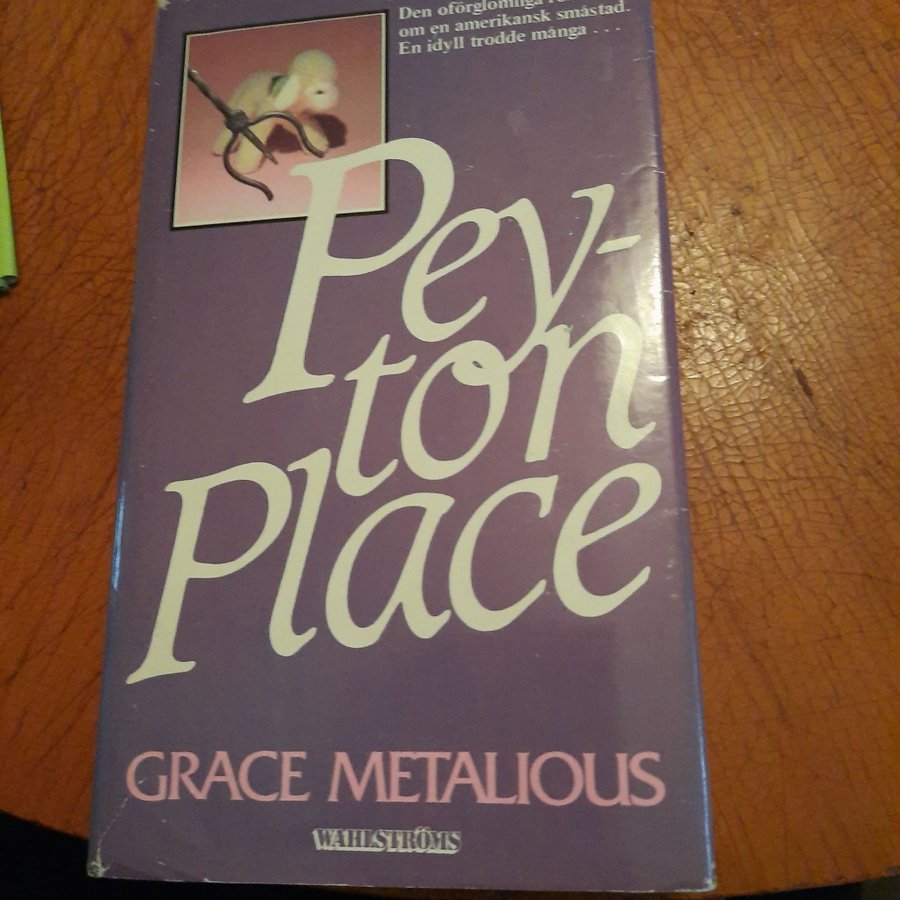 Den oförglömliga
om en amerikansk småstad.
En idyll trodde många . . .
Pey-
ton
Place
GRACE METALIOUS
WAHLSTRÖMS